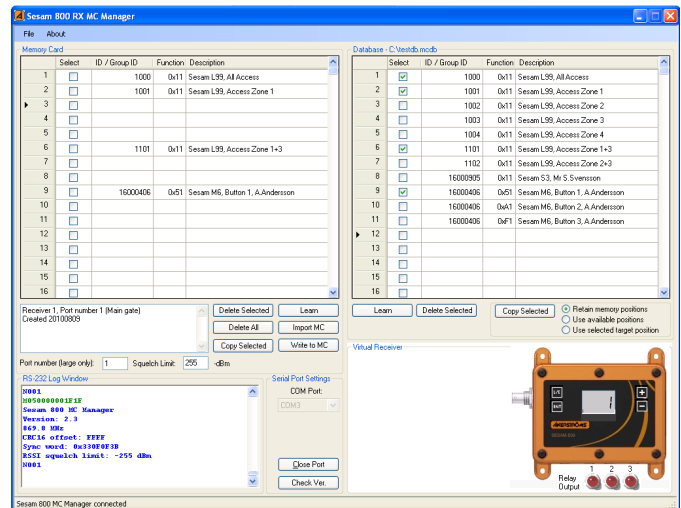 Sesam 800 RX MC Manager
File About
Memory Card
Select ID / Group ID Function Description
1 1000 0x11 Sesam L99, All Access
2 1001 0x11 Sesam L99, Access Zone 1
3
4
5
6 1101 0x11 Sesam L99, Access Zone 1+3
7
8
9 16000406 0x51 Sesam M6, Button 1, A.Andersson
10
11
12
13
14
15
16
Database - C:\testdb.mcdb
Select ID / Group ID Function Description
1 1000 0x11 Sesam L99, All Access
2 1001 0x11 Sesam L99, Access Zone 1
3 1002 0x11 Sesam L99, Access Zone 2
4 1003 0x11 Sesam L99, Access Zone 3
5 1004 0x11 Sesam L99, Access Zone 4
6 1101 0x11 Sesam L99, Access Zone 1+3
7 1102 0x11 Sesam L99, Access Zone 2+3
8 16000905 0x11 Sesam S3, Mr S.Svensson
9 16000406 0x51 Sesam M6, Button 1, A.Andersson
10 16000406 0xA1 Sesam M6, Button 2, A.Andersson
11 16000406 0xF1 Sesam M6, Button 3, A.Andersson
12
13
14
15
16
Receiver 1, Port number 1 (Main gate)
Created 20100809
Delete Selected Learn
Delete All Import MC
Copy Selected Write to MC
Port number (large only): 1 Squelch Limit: 255 -dBm
Learn Delete Selected Copy Selected
Retain memory positions
Use available positions
Use selected target position
RS-232 Log Window
N001
M050000001F1F
Sesam 800 MC Manager
Version: 2.3
869.8 MHz
CRC16 offset: FFFF
Sync word: 0x330F0F3B
RSSI squelch limit: -255 dBm
N001
Serial Port Settings
COM Port:
COM3
Close Port
Check Ver.
Virtual Receiver
1
AKERSTRÖMS
SESAM 800
1 2 3
Relay
Output
Sesam 800 MC Manager connected